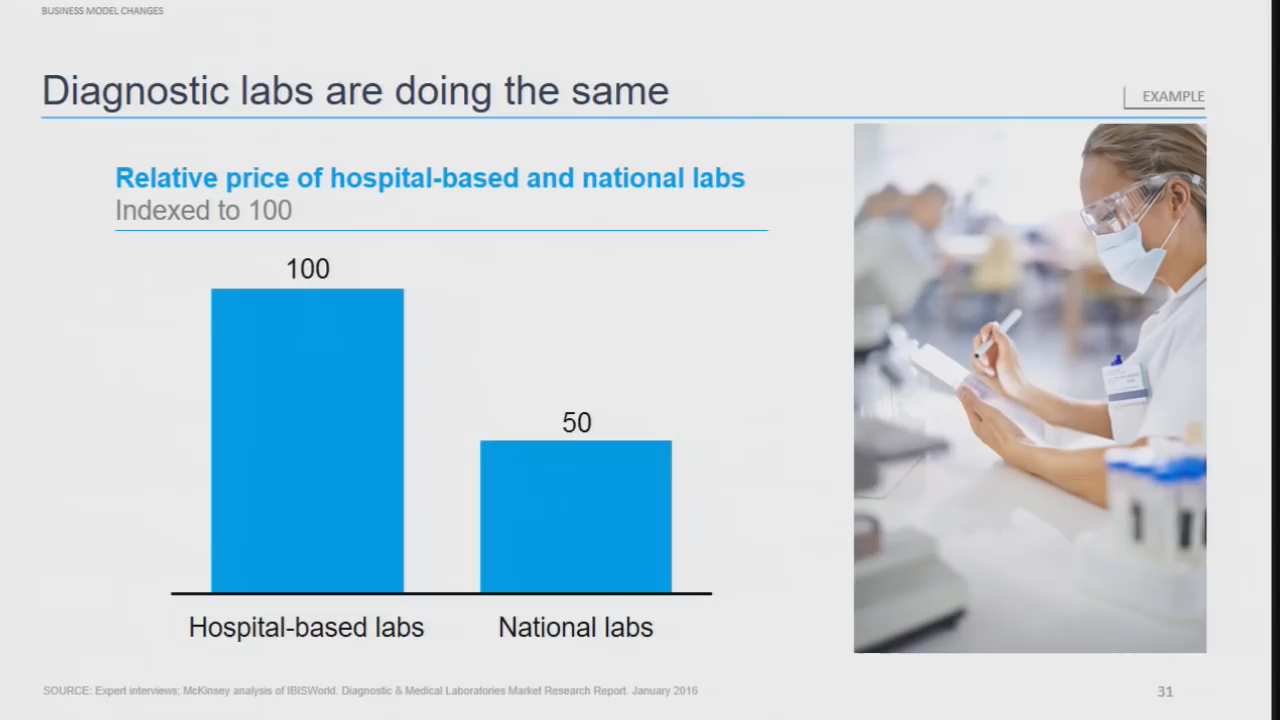 BUSINESS MODEL CHANGES
Diagnostic labs are doing the same
EXAMPLE
Relative price of hospital-based and national labs
Indexed to 100
100
50
Hospital-based labs
National labs
SOURCE: Expert interviews; McKinsey analysis of IBISWorld. Diagnostic & Medical Laboratories Market Research Report. January 2016
31